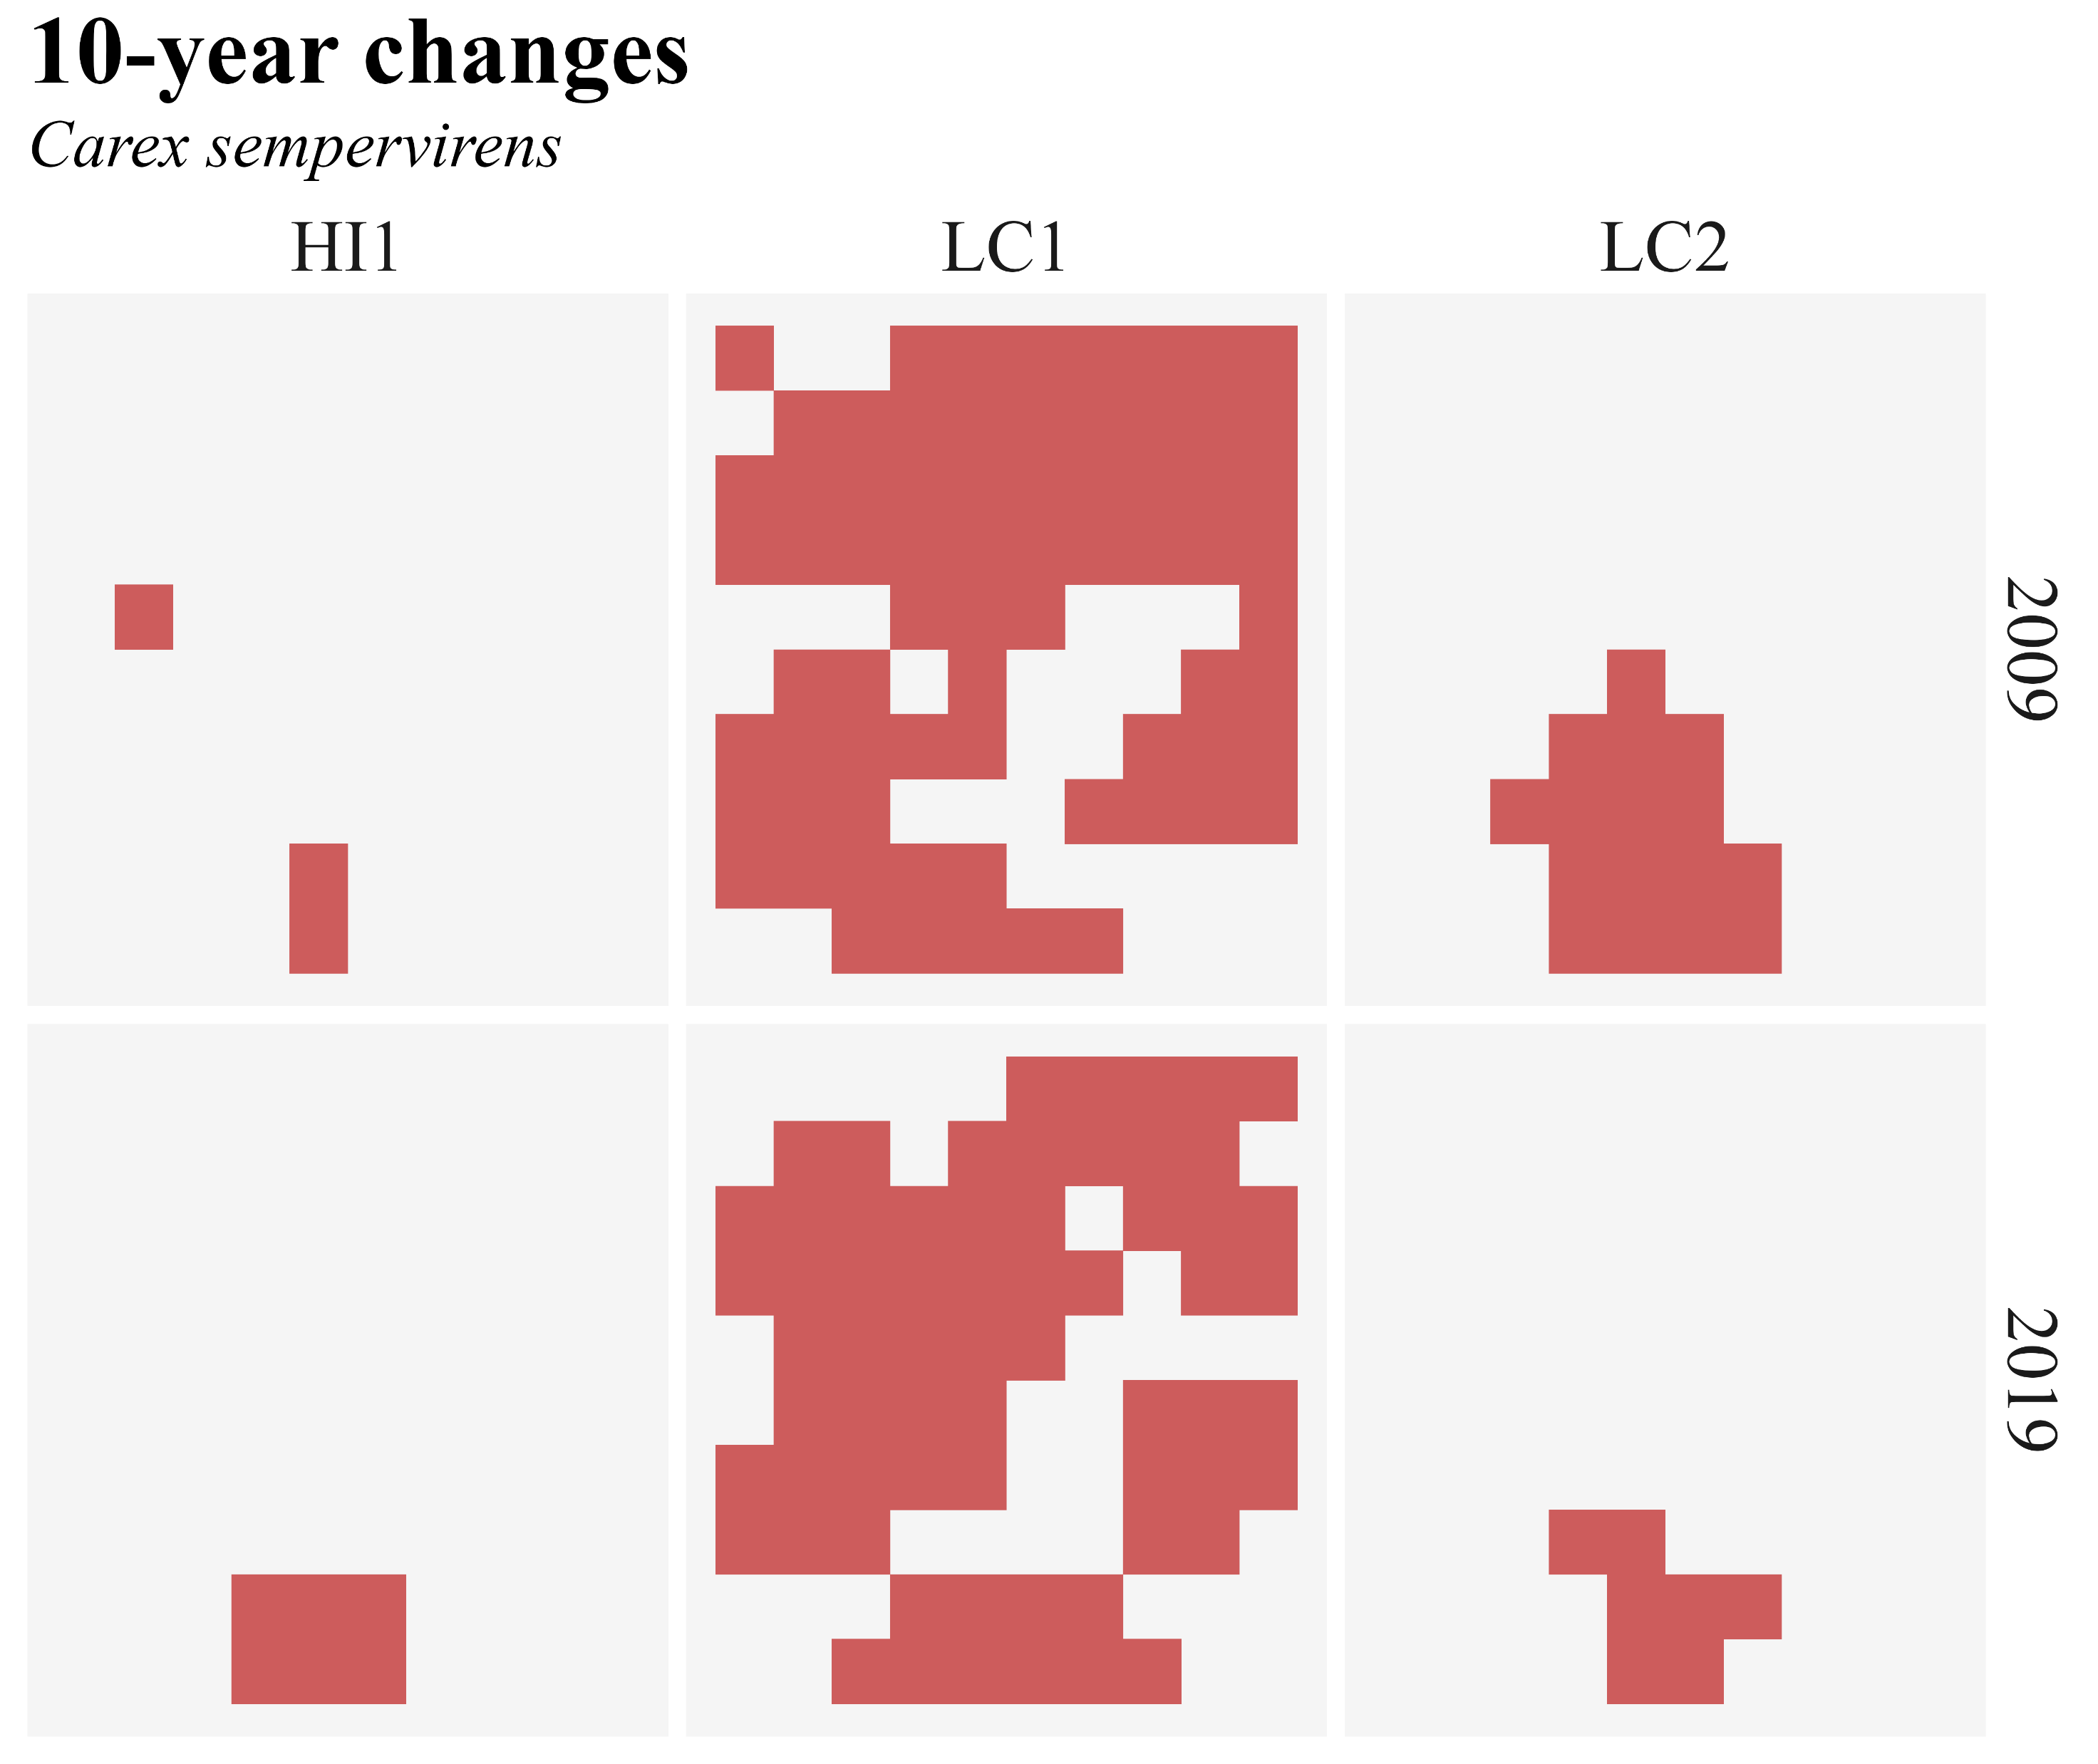 10-year changes
Carex sempervirens
HI1
LC1
LC2
2009
2019